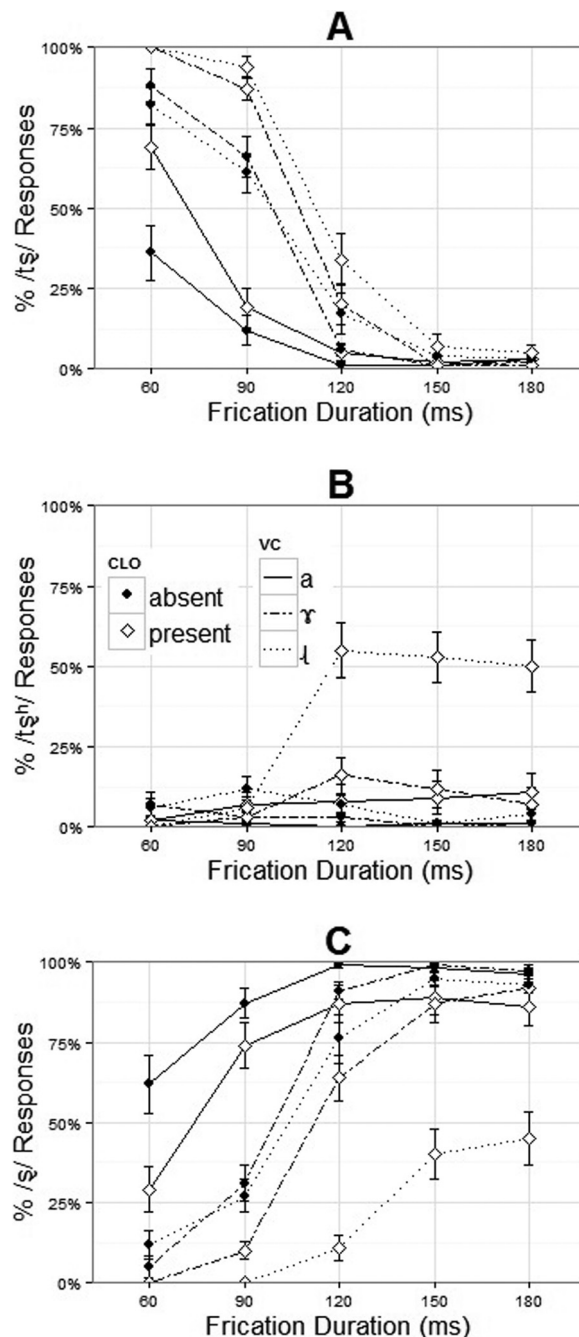 A
100%
75%
50%
25%
0%
% /tʂ/ Responses
60 90 120 150 180
Frication Duration (ms)
B
100%
75%
50%
25%
0%
% /tʂʰ/ Responses
CLO
absent
present
VC
a
ɤ
ʅ
60 90 120 150 180
Frication Duration (ms)
C
100%
75%
50%
25%
0%
% /ʂ/ Responses
60 90 120 150 180
Frication Duration (ms)